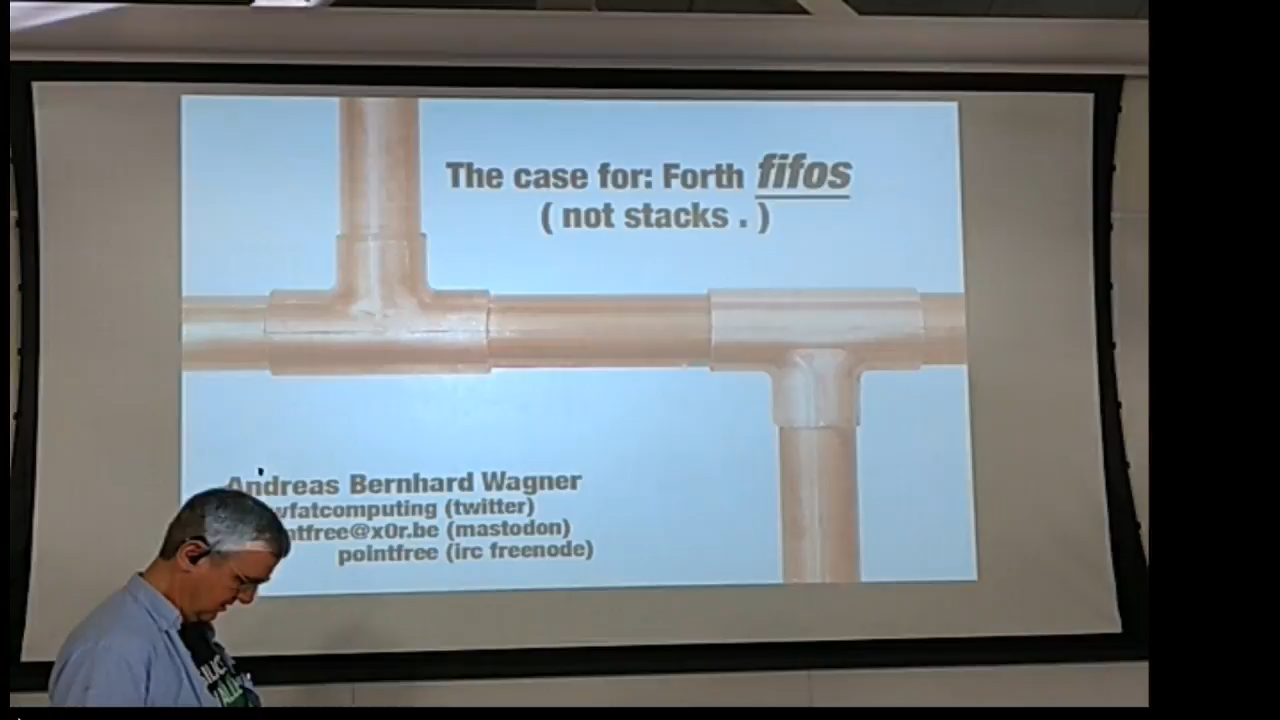 The case for: Forth fifos
( not stacks . )
Andreas Bernhard Wagner
fatcomputing (twitter)
ntfree@x0r.be (mastodon)
pointfree (irc freenode)